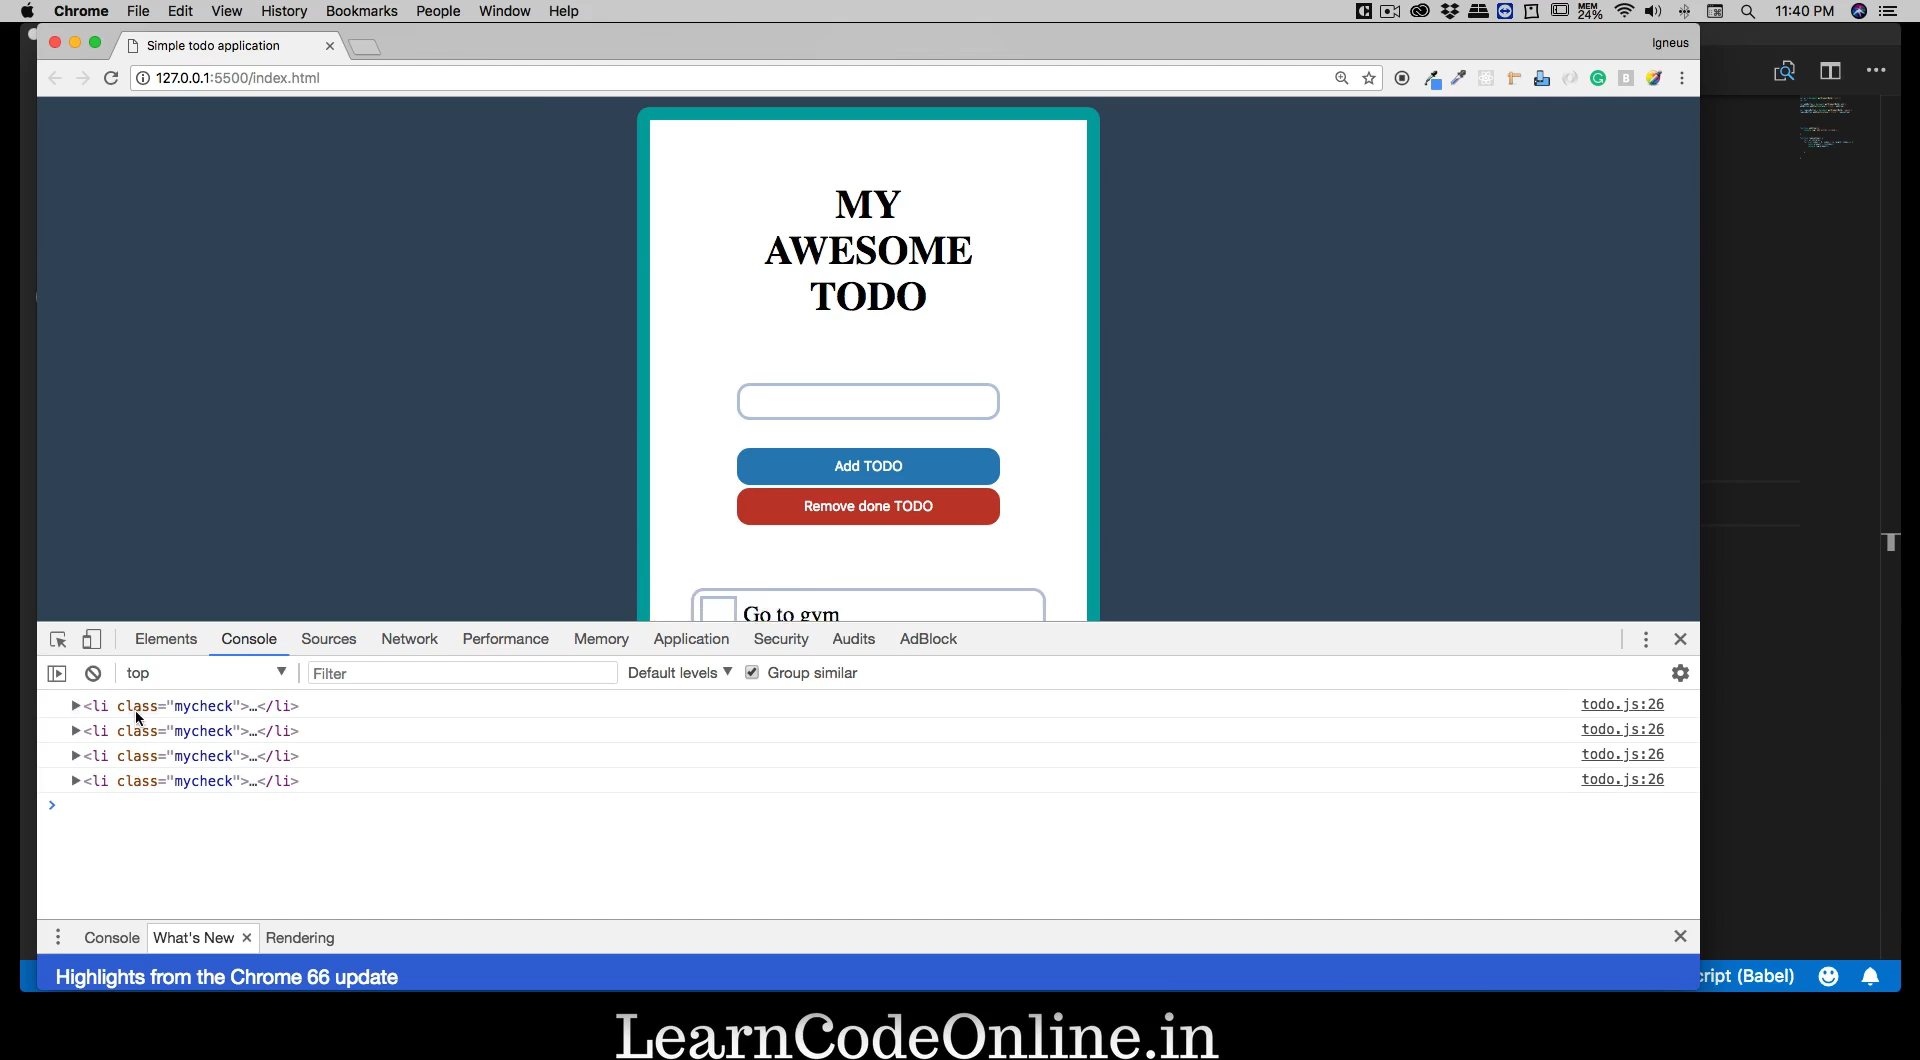 Chrome File Edit View History Bookmarks People Window Help MEM 24% 11:40 PM
Simple todo application Igneus
127.0.0.1:5500/index.html
MY
AWESOME
TODO
Add TODO
Remove done TODO
Go to gym
Elements Console Sources Network Performance Memory Application Security Audits AdBlock
top Filter Default levels Group similar
<li class="mycheck">…</li> todo.js:26
<li class="mycheck">…</li> todo.js:26
<li class="mycheck">…</li> todo.js:26
<li class="mycheck">…</li> todo.js:26
Console What's New Rendering
Highlights from the Chrome 66 update
cript (Babel)
LearnCodeOnline.in